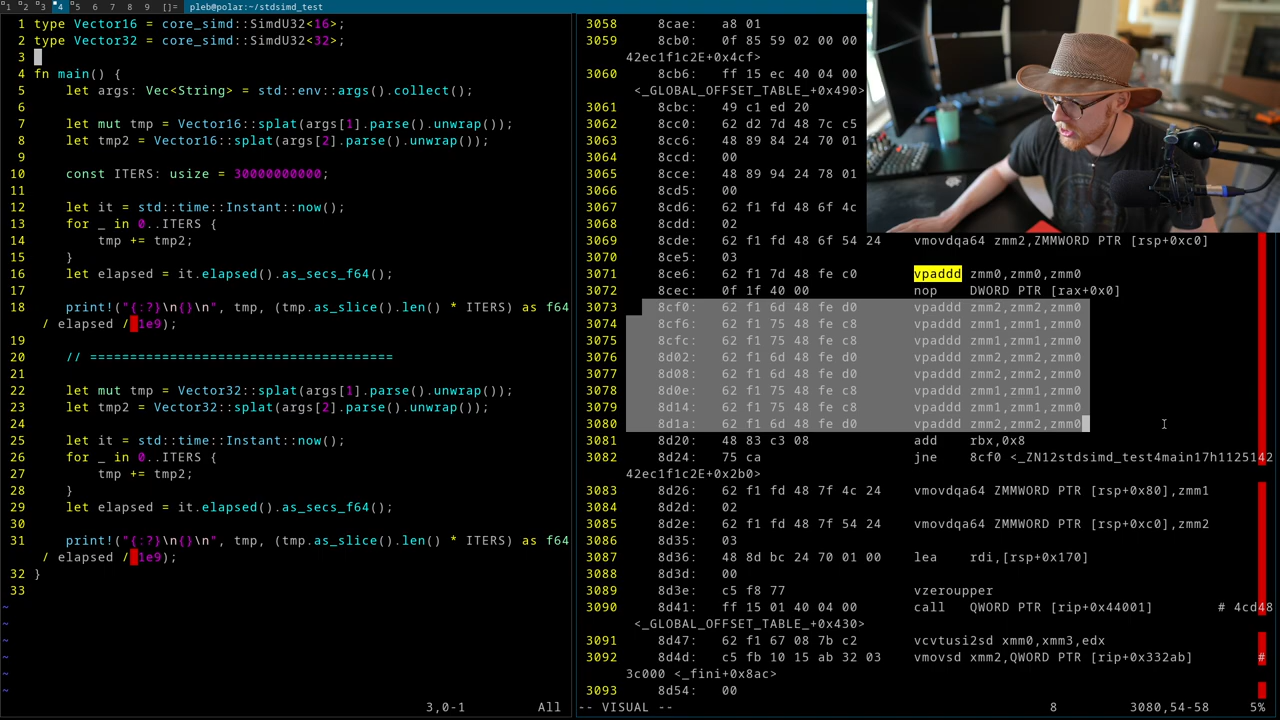 1 2 3 4 5 6 7 8 9 []= pleb@polar:~/stdsimd_test
1 type Vector16 = core_simd::SimdU32<16>;
2 type Vector32 = core_simd::SimdU32<32>;
3
4 fn main() {
5 let args: Vec<String> = std::env::args().collect();
6
7 let mut tmp = Vector16::splat(args[1].parse().unwrap());
8 let tmp2 = Vector16::splat(args[2].parse().unwrap());
9
10 const ITERS: usize = 30000000000;
11
12 let it = std::time::Instant::now();
13 for _ in 0..ITERS {
14 tmp += tmp2;
15 }
16 let elapsed = it.elapsed().as_secs_f64();
17
18 print!("{:?}\n{}\n", tmp, (tmp.as_slice().len() * ITERS) as f64
/ elapsed / 1e9);
19
20 // =====================================
21
22 let mut tmp = Vector32::splat(args[1].parse().unwrap());
23 let tmp2 = Vector32::splat(args[2].parse().unwrap());
24
25 let it = std::time::Instant::now();
26 for _ in 0..ITERS {
27 tmp += tmp2;
28 }
29 let elapsed = it.elapsed().as_secs_f64();
30
31 print!("{:?}\n{}\n", tmp, (tmp.as_slice().len() * ITERS) as f64
/ elapsed / 1e9);
32 }
33
~
~
~
~
~
~
3,0-1 All
3058 8cae: a8 01
3059 8cb0: 0f 85 59 02 00 00
42ec1f1c2E+0x4cf>
3060 8cb6: ff 15 ec 40 04 00
<_GLOBAL_OFFSET_TABLE_+0x490>
3061 8cbc: 49 c1 ed 20
3062 8cc0: 62 d2 7d 48 7c c5
3063 8cc6: 48 89 84 24 70 01
3064 8ccd: 00
3065 8cce: 48 89 94 24 78 01
3066 8cd5: 00
3067 8cd6: 62 f1 fd 48 6f 4c
3068 8cdd: 02
3069 8cde: 62 f1 fd 48 6f 54 24 vmovdqa64 zmm2,ZMMWORD PTR [rsp+0xc0]
3070 8ce5: 03
3071 8ce6: 62 f1 7d 48 fe c0 vpaddd zmm0,zmm0,zmm0
3072 8cec: 0f 1f 40 00 nop DWORD PTR [rax+0x0]
3073 8cf0: 62 f1 6d 48 fe d0 vpaddd zmm2,zmm2,zmm0
3074 8cf6: 62 f1 75 48 fe c8 vpaddd zmm1,zmm1,zmm0
3075 8cfc: 62 f1 75 48 fe c8 vpaddd zmm1,zmm1,zmm0
3076 8d02: 62 f1 6d 48 fe d0 vpaddd zmm2,zmm2,zmm0
3077 8d08: 62 f1 6d 48 fe d0 vpaddd zmm2,zmm2,zmm0
3078 8d0e: 62 f1 75 48 fe c8 vpaddd zmm1,zmm1,zmm0
3079 8d14: 62 f1 75 48 fe c8 vpaddd zmm1,zmm1,zmm0
3080 8d1a: 62 f1 6d 48 fe d0 vpaddd zmm2,zmm2,zmm0
3081 8d20: 48 83 c3 08 add rbx,0x8
3082 8d24: 75 ca jne 8cf0 <_ZN12stdsimd_test4main17h1125142
42ec1f1c2E+0x2b0>
3083 8d26: 62 f1 fd 48 7f 4c 24 vmovdqa64 ZMMWORD PTR [rsp+0x80],zmm1
3084 8d2d: 02
3085 8d2e: 62 f1 fd 48 7f 54 24 vmovdqa64 ZMMWORD PTR [rsp+0xc0],zmm2
3086 8d35: 03
3087 8d36: 48 8d bc 24 70 01 00 lea rdi,[rsp+0x170]
3088 8d3d: 00
3089 8d3e: c5 f8 77 vzeroupper
3090 8d41: ff 15 01 40 04 00 call QWORD PTR [rip+0x44001] # 4cd48
<_GLOBAL_OFFSET_TABLE_+0x430>
3091 8d47: 62 f1 67 08 7b c2 vcvtusi2sd xmm0,xmm3,edx
3092 8d4d: c5 fb 10 15 ab 32 03 vmovsd xmm2,QWORD PTR [rip+0x332ab] #
3c000 <_fini+0x8ac>
3093 8d54: 00
-- VISUAL -- 8 3080,54-58 5%